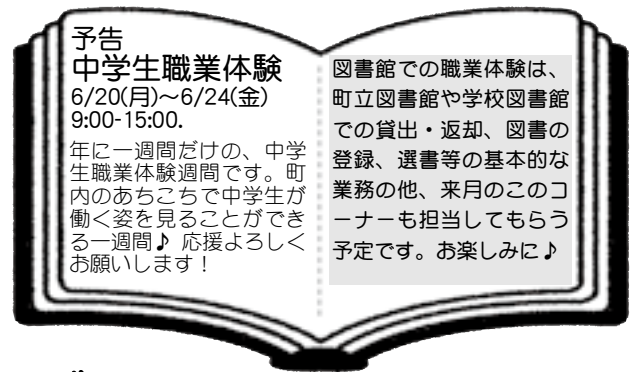 予告
中学生職業体験
6/20(月)～6/24(金)
9:00-15:00.
年に一週間だけの、中学
生職業体験週間です。町
内のあちこちで中学生が
働く姿を見ることができ
る一週間♪ 応援よろしく
お願いします！
図書館での職業体験は、
町立図書館や学校図書館
での貸出・返却、図書の
登録、選書等の基本的な
業務の他、来月のこのコ
ーナーも担当してもらう
予定です。お楽しみに♪